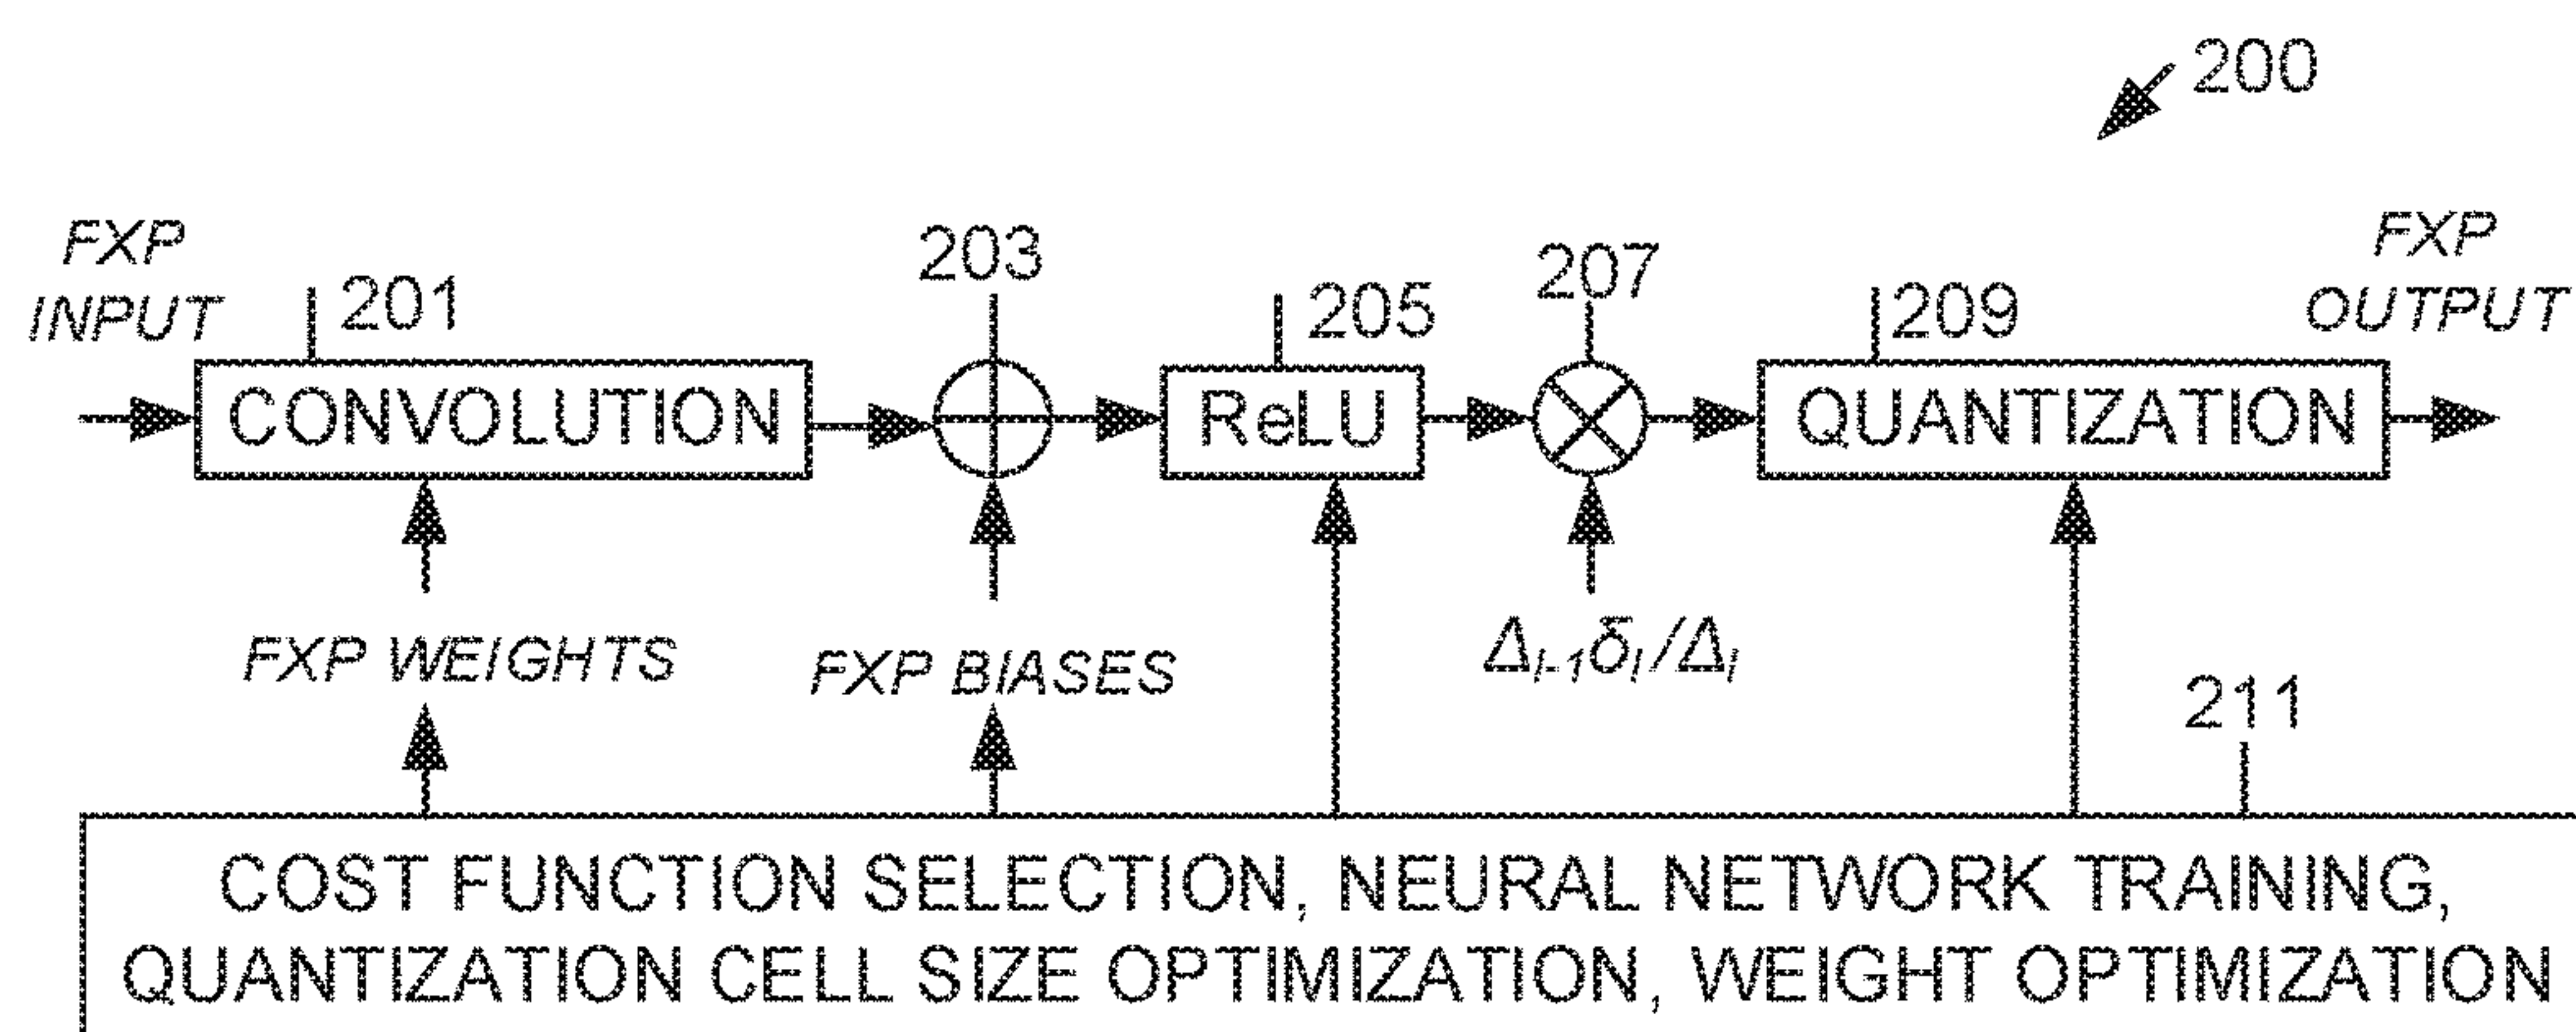 200
FXP
INPUT
201
203
205
207
209
FXP
OUTPUT
CONVOLUTION
ReLU
QUANTIZATION
FXP WEIGHTS
FXP BIASES
Δl-1δl/Δl
211
COST FUNCTION SELECTION, NEURAL NETWORK TRAINING,
QUANTIZATION CELL SIZE OPTIMIZATION, WEIGHT OPTIMIZATION